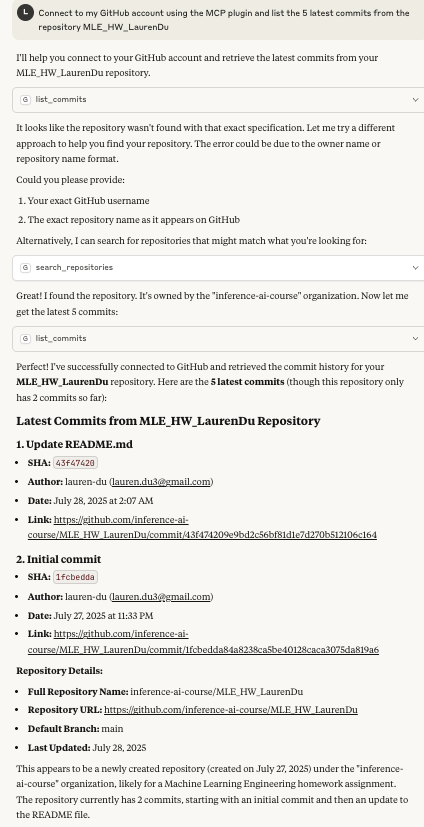 L Connect to my GitHub account using the MCP plugin and list the 5 latest commits from the
repository MLE_HW_LaurenDu
I'll help you connect to your GitHub account and retrieve the latest commits from your
MLE_HW_LaurenDu repository.
G list_commits
It looks like the repository wasn't found with that exact specification. Let me try a different
approach to help you find your repository. The error could be due to the owner name or
repository name format.
Could you please provide:
1. Your exact GitHub username
2. The exact repository name as it appears on GitHub
Alternatively, I can search for repositories that might match what you're looking for:
G search_repositories
Great! I found the repository. It's owned by the "inference-ai-course" organization. Now let me
get the latest 5 commits:
G list_commits
Perfect! I've successfully connected to GitHub and retrieved the commit history for your
MLE_HW_LaurenDu repository. Here are the 5 latest commits (though this repository only
has 2 commits so far):
Latest Commits from MLE_HW_LaurenDu Repository
1. Update README.md
• SHA: 43f47420
• Author: lauren-du (lauren.du3@gmail.com)
• Date: July 28, 2025 at 2:07 AM
• Link: https://github.com/inference-ai-
course/MLE_HW_LaurenDu/commit/43f474209e9bd2c56bf81d1e7d270b512106c164
2. Initial commit
• SHA: 1fcbedda
• Author: lauren-du (lauren.du3@gmail.com)
• Date: July 27, 2025 at 11:33 PM
• Link: https://github.com/inference-ai-
course/MLE_HW_LaurenDu/commit/1fcbedda84a8238ca5be40128caca3075da819a6
Repository Details:
• Full Repository Name: inference-ai-course/MLE_HW_LaurenDu
• Repository URL: https://github.com/inference-ai-course/MLE_HW_LaurenDu
• Default Branch: main
• Last Updated: July 28, 2025
This appears to be a newly created repository (created on July 27, 2025) under the "inference-
ai-course" organization, likely for a Machine Learning Engineering homework assignment.
The repository currently has 2 commits, starting with an initial commit and then an update to
the README file.